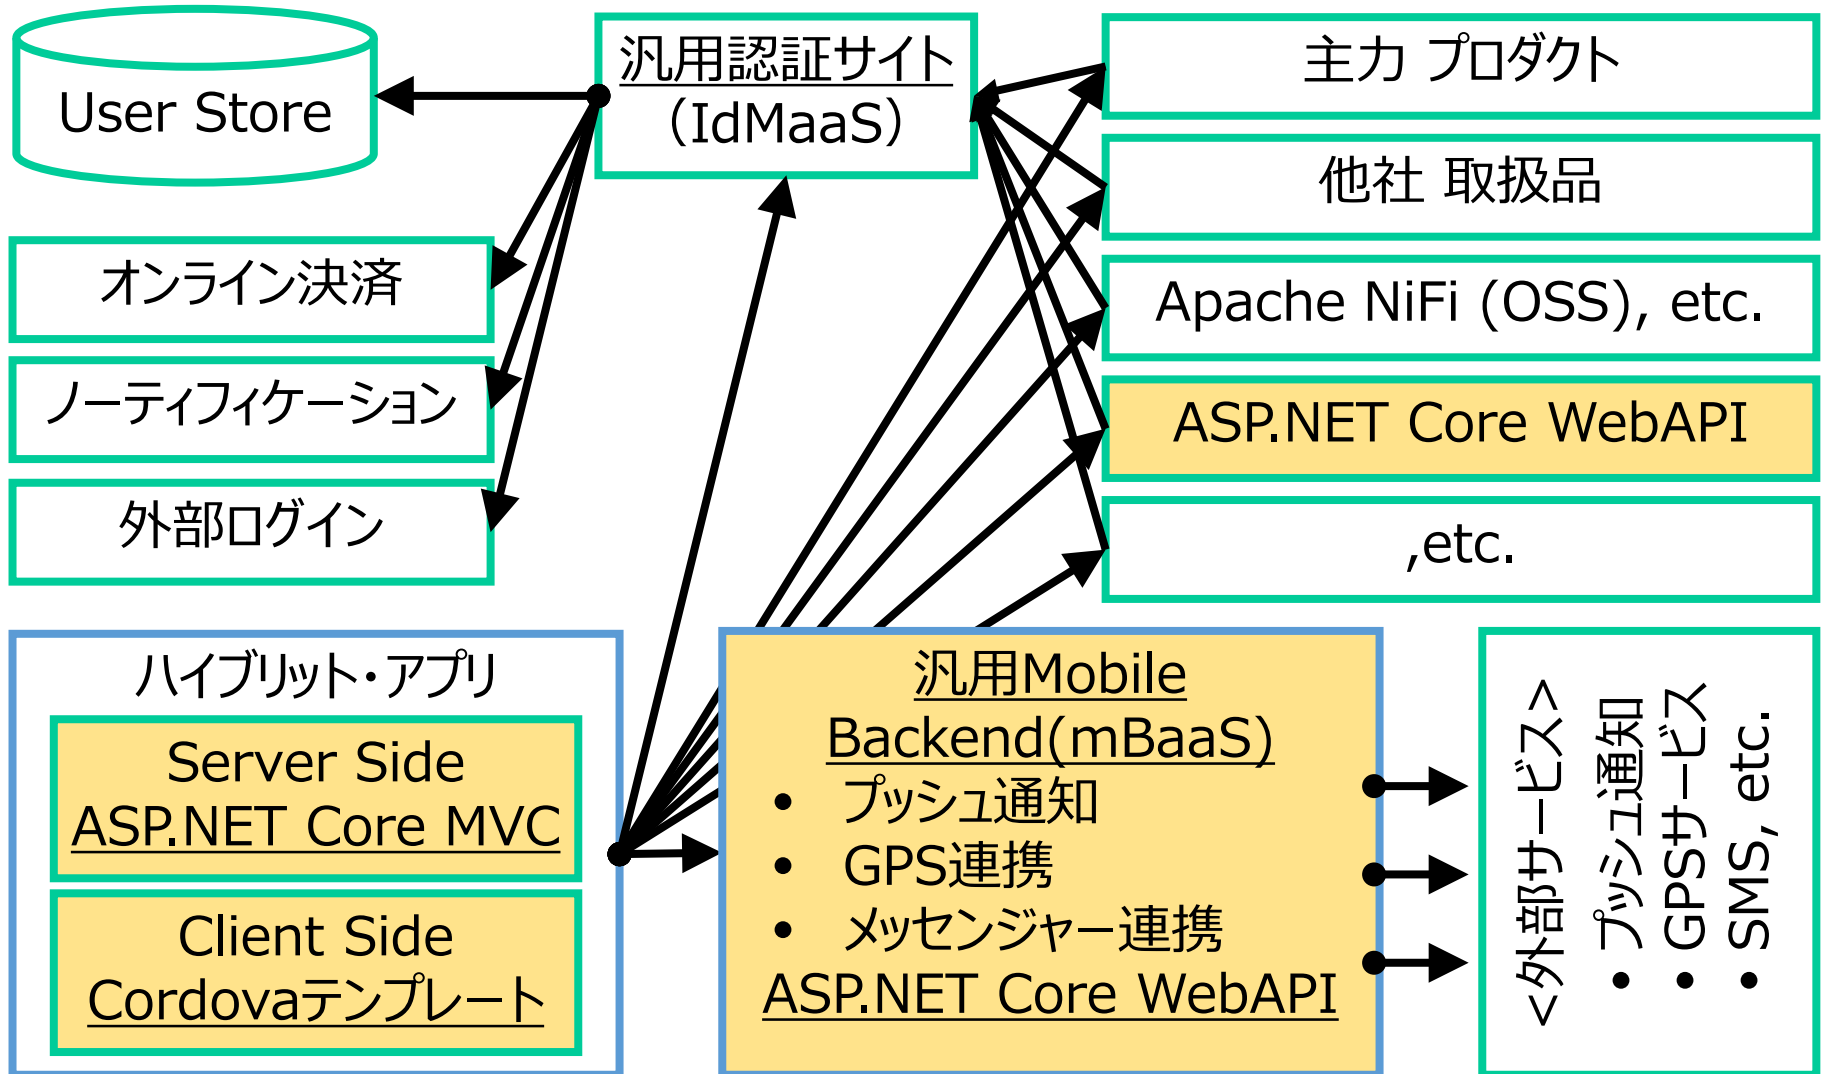 User Store
汎用認証サイト
（IdMaaS）
主力 プロダクト
他社 取扱品
Apache NiFi (OSS), etc.
ASP.NET Core WebAPI
,etc.
オンライン決済
ノーティフィケーション
外部ログイン
ハイブリット・アプリ
Server Side
ASP.NET Core MVC
Client Side
Cordovaテンプレート
汎用Mobile
Backend(mBaaS)
• プッシュ通知
• GPS連携
• メッセンジャー連携
ASP.NET Core WebAPI
<外部サービス>
• プッシュ通知
• GPSサービス
• SMS, etc.